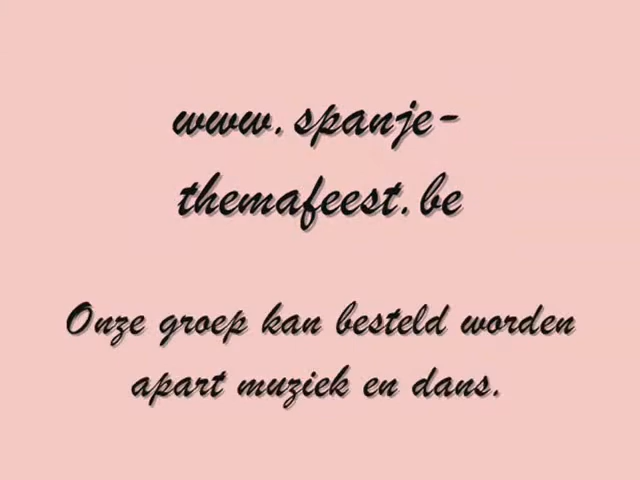 www.spanje-
themafeest.be
Onze groep kan besteld worden
apart muziek en dans.